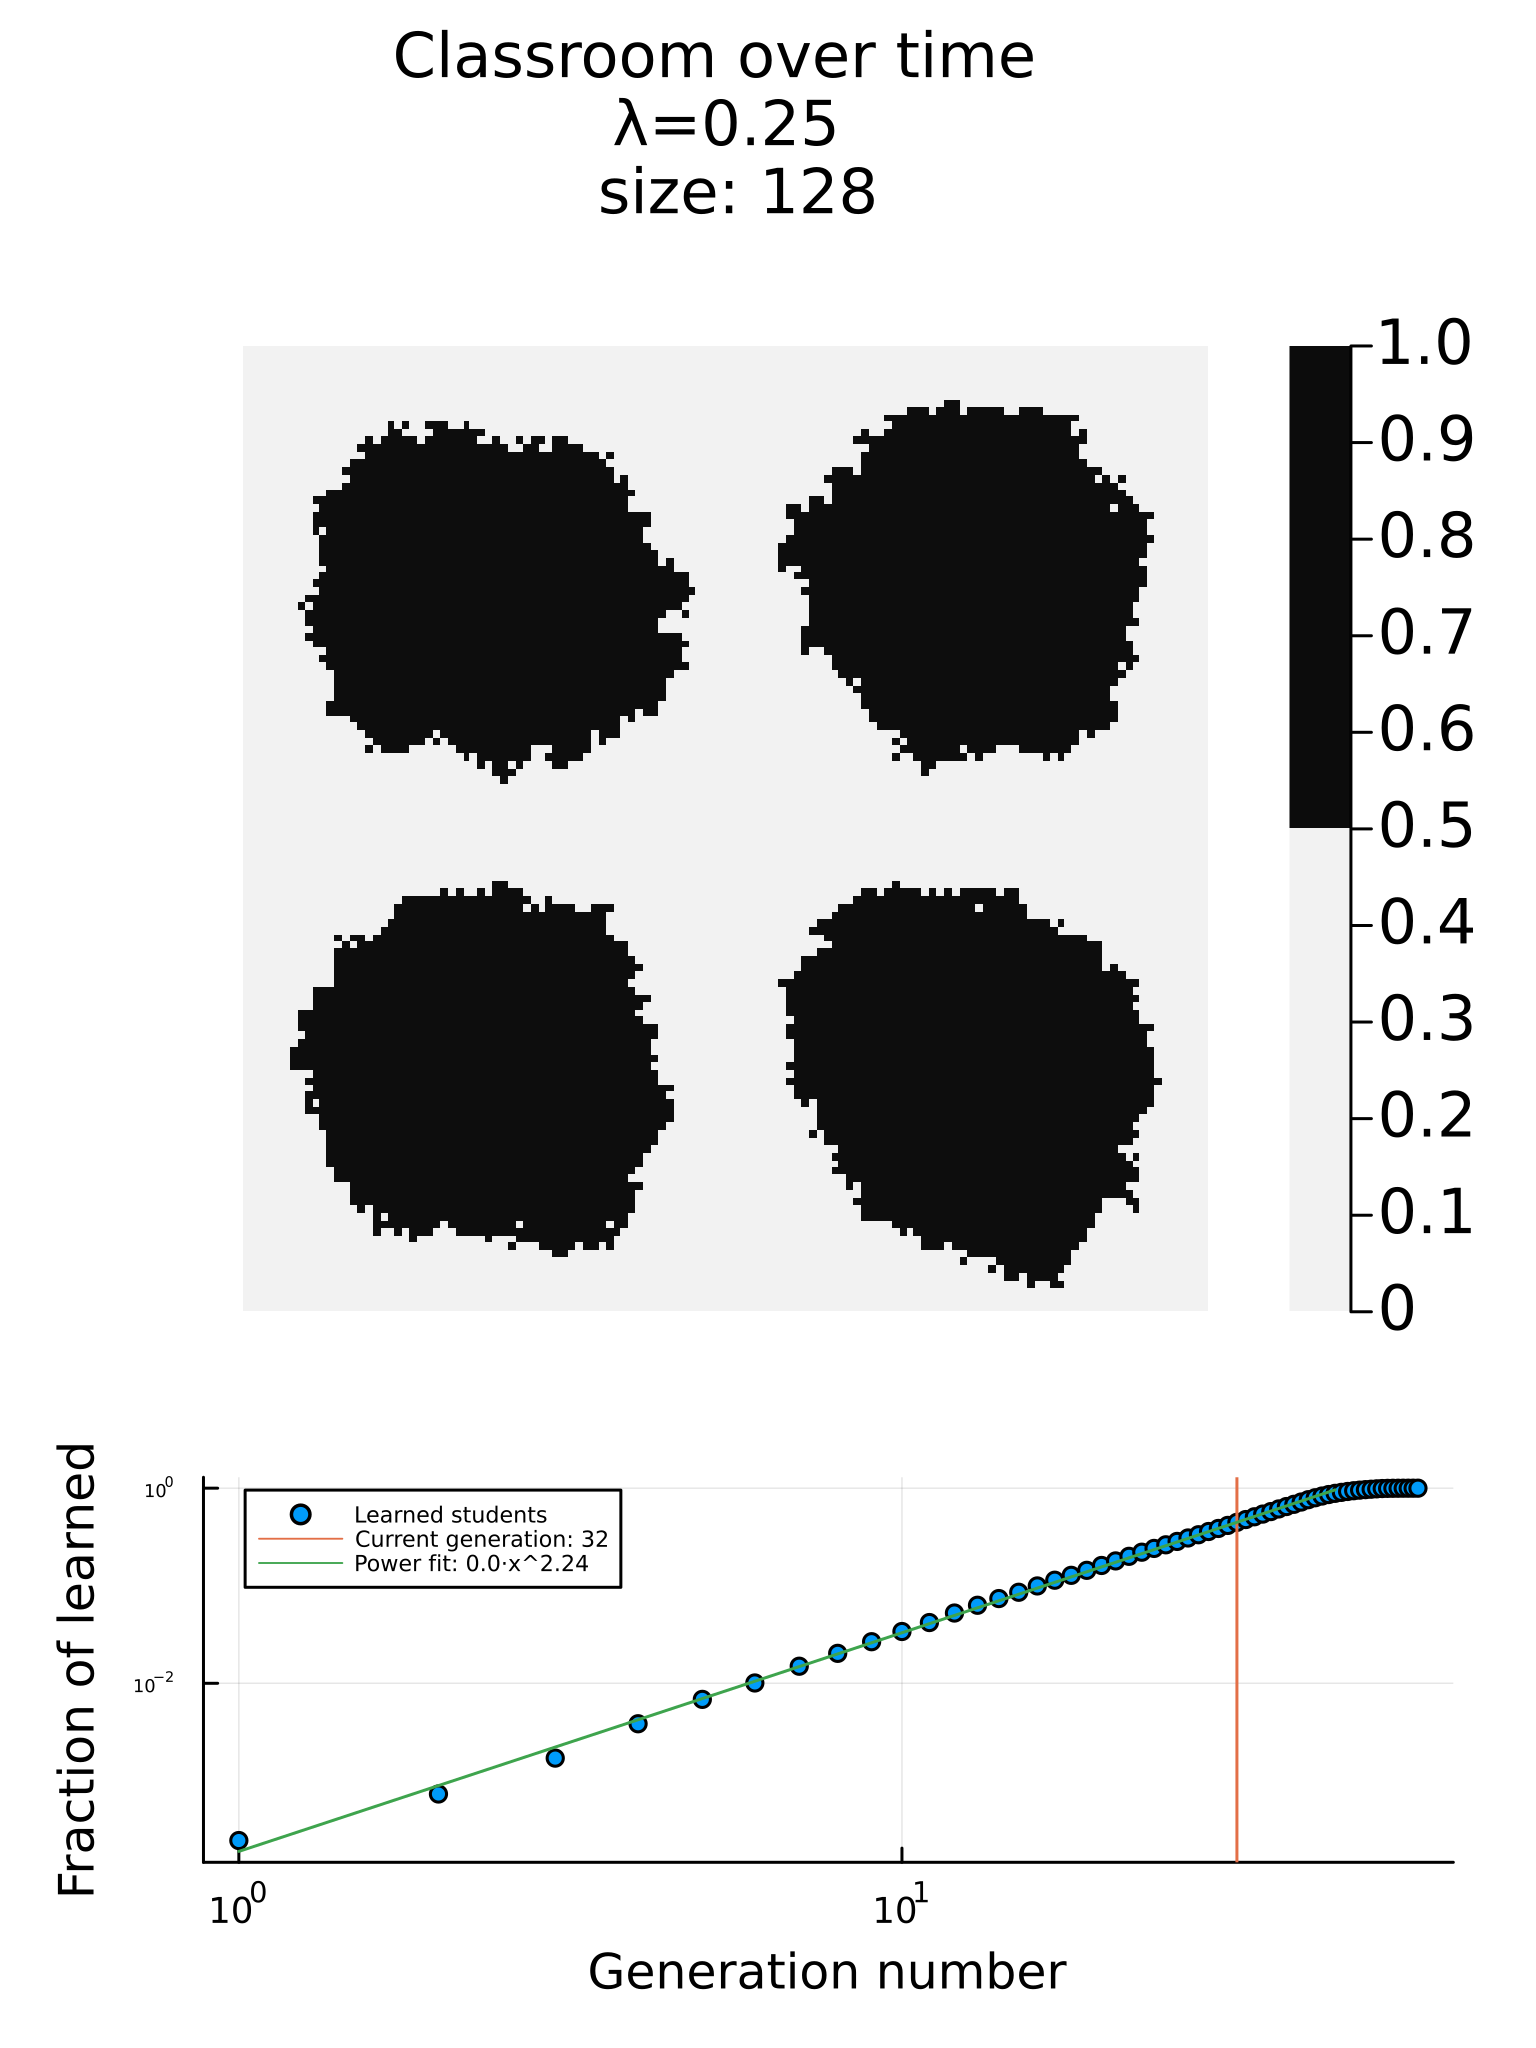 Classroom over time
λ=0.25
size: 128
1.0
0.9
0.8
0.7
0.6
0.5
0.4
0.3
0.2
0.1
0
Fraction of learned
10^0
10^−2
Learned students
Current generation: 32
Power fit: 0.0·x^2.24
10^0
10^1
Generation number